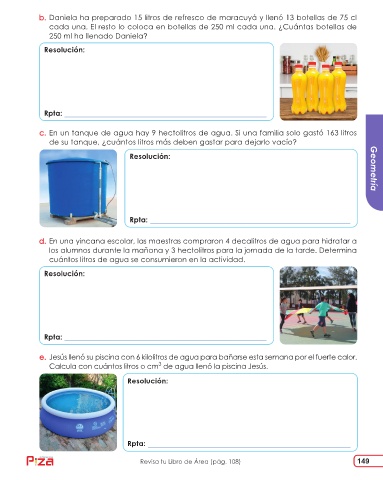 b. Daniela ha preparado 15 litros de refresco de maracuyá y llenó 13 botellas de 75 cl
cada una. El resto lo coloca en botellas de 250 ml cada una. ¿Cuántas botellas de
250 ml ha llenado Daniela?
Resolución:
Rpta:
c. En un tanque de agua hay 9 hectolitros de agua. Si una familia solo gastó 163 litros
de su tanque, ¿cuántos litros más deben gastar para dejarlo vacío?
Resolución:
Rpta:
Geometría
d. En una yincana escolar, las maestras compraron 4 decalitros de agua para hidratar a
los alumnos durante la mañana y 3 hectolitros para la jornada de la tarde. Determina
cuántos litros de agua se consumieron en la actividad.
Resolución:
Rpta:
e. Jesús llenó su piscina con 6 kilolitros de agua para bañarse esta semana por el fuerte calor.
Calcula con cuántos litros o cm³ de agua llenó la piscina Jesús.
Resolución:
Rpta:
Piza
Revisa tu Libro de Área (pág. 108)
149